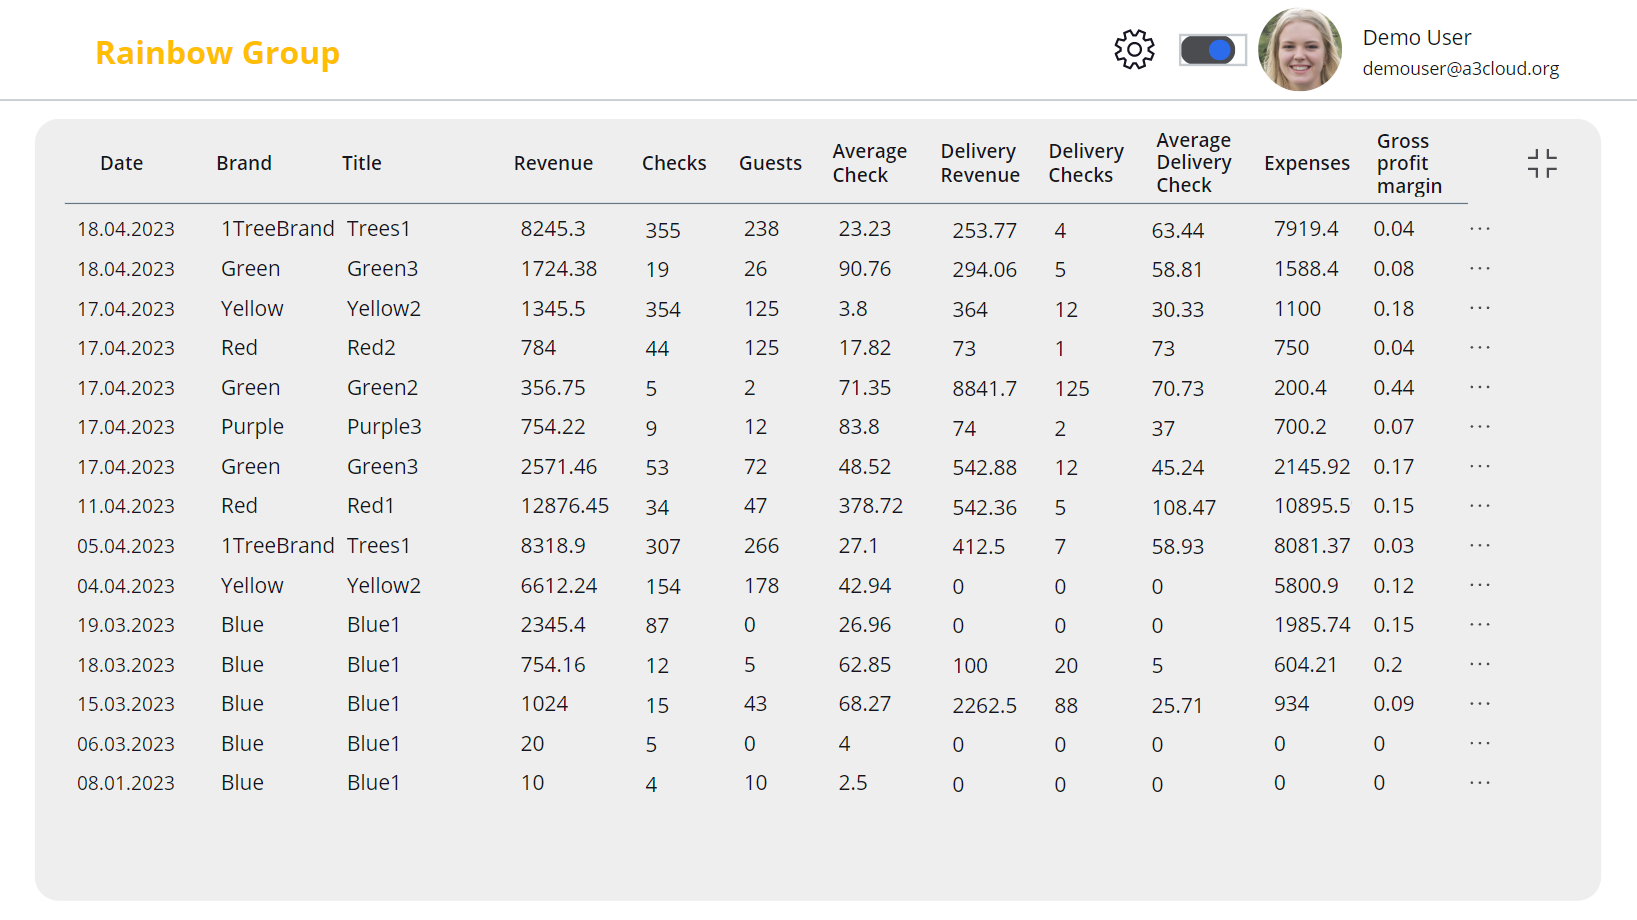 Rainbow Group
Demo User
demouser@a3cloud.org
Date Brand Title Revenue Checks Guests Average Check Delivery Revenue Delivery Checks Average Delivery Check Expenses Gross profit margin
18.04.2023 1TreeBrand Trees1 8245.3 355 238 23.23 253.77 4 63.44 7919.4 0.04 ...
18.04.2023 Green Green3 1724.38 19 26 90.76 294.06 5 58.81 1588.4 0.08 ...
17.04.2023 Yellow Yellow2 1345.5 354 125 3.8 364 12 30.33 1100 0.18 ...
17.04.2023 Red Red2 784 44 125 17.82 73 1 73 750 0.04 ...
17.04.2023 Green Green2 356.75 5 2 71.35 8841.7 125 70.73 200.4 0.44 ...
17.04.2023 Purple Purple3 754.22 9 12 83.8 74 2 37 700.2 0.07 ...
17.04.2023 Green Green3 2571.46 53 72 48.52 542.88 12 45.24 2145.92 0.17 ...
11.04.2023 Red Red1 12876.45 34 47 378.72 542.36 5 108.47 10895.5 0.15 ...
05.04.2023 1TreeBrand Trees1 8318.9 307 266 27.1 412.5 7 58.93 8081.37 0.03 ...
04.04.2023 Yellow Yellow2 6612.24 154 178 42.94 0 0 0 5800.9 0.12 ...
19.03.2023 Blue Blue1 2345.4 87 0 26.96 0 0 0 1985.74 0.15 ...
18.03.2023 Blue Blue1 754.16 12 5 62.85 100 20 5 604.21 0.2 ...
15.03.2023 Blue Blue1 1024 15 43 68.27 2262.5 88 25.71 934 0.09 ...
06.03.2023 Blue Blue1 20 5 0 4 0 0 0 0 0 ...
08.01.2023 Blue Blue1 10 4 10 2.5 0 0 0 0 0 ...